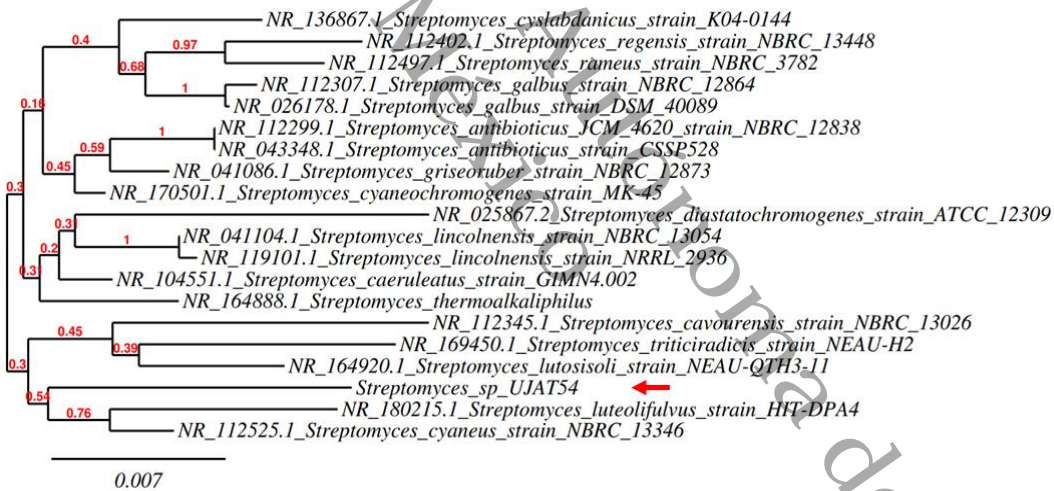 NR_136867.1_Streptomyces_cyslabdanicus_strain_K04-0144
0.4
0.97
NR_112402.1_Streptomyces_regensis_strain_NBRC_13448
0.68
NR_112497.1_Streptomyces_rameus_strain_NBRC_3782
1
NR_112307.1_Streptomyces_galbus_strain_NBRC_12864
0.16
NR_026178.1_Streptomyces_galbus_strain_DSM_40089
1
NR_112299.1_Streptomyces_antibioticus_JCM_4620_strain_NBRC_12838
0.59
NR_043348.1_Streptomyces_antibioticus_strain_CSSP528
0.45
NR_041086.1_Streptomyces_griseoruber_strain_NBRC_12873
0.3
NR_170501.1_Streptomyces_cyaneochromogenes_strain_MK-45
NR_025867.2_Streptomyces_diastatochromogenes_strain_ATCC_12309
0.31
1
NR_041104.1_Streptomyces_lincolnensis_strain_NBRC_13054
0.2
NR_119101.1_Streptomyces_lincolnensis_strain_NRRL_2936
0.31
NR_104551.1_Streptomyces_caeruleatus_strain_GIMN4.002
NR_164888.1_Streptomyces_thermoalkaliphilus
0.45
NR_112345.1_Streptomyces_cavourensis_strain_NBRC_13026
0.39
NR_169450.1_Streptomyces_triticiradicis_strain_NEAU-H2
0.3
NR_164920.1_Streptomyces_lutosisoli_strain_NEAU-QTH3-11
0.54
Streptomyces_sp_UJAT54
0.76
NR_180215.1_Streptomyces_luteolifulvus_strain_HIT-DPA4
NR_112525.1_Streptomyces_cyaneus_strain_NBRC_13346
0.007
Autónoma de
México